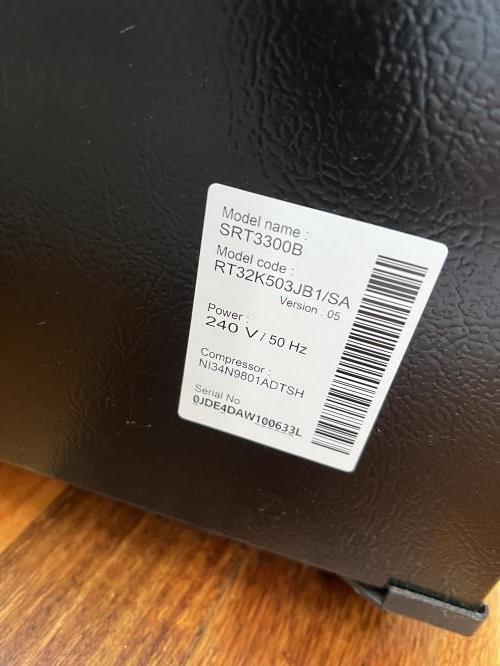 Model name :
SRT3300B
Model code :
RT32K503JB1/SA
Version : 05
Power :
240 V / 50 Hz
Compressor :
NI34N9801ADTSH
Serial No
0JDE4DAW100633L